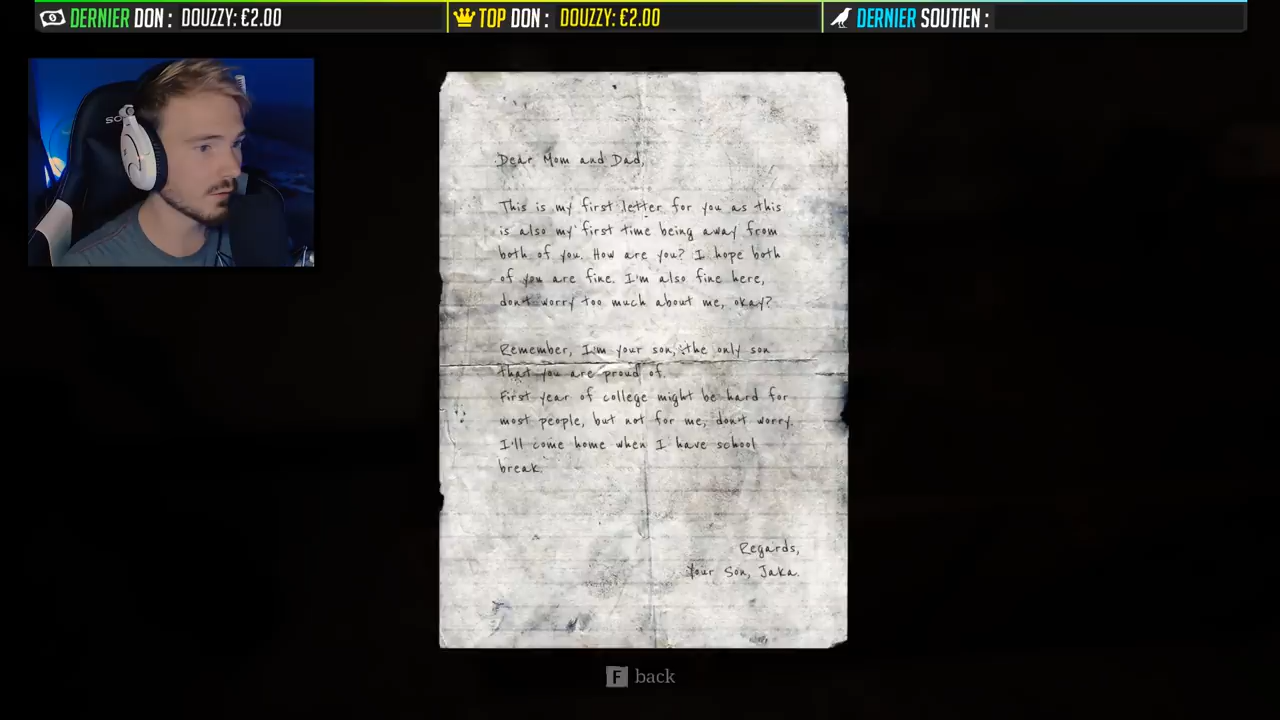 DERNIER DON : DOUZZY: €2.00
TOP DON : DOUZZY: €2.00
DERNIER SOUTIEN :
Dear Mom and Dad,
This is my first letter for you as this
is also my first time being away from
both of you. How are you? I hope both
of you are fine. I'm also fine here,
don't worry too much about me, okay?
Remember, I'm your son, the only son
that you are proud of.
First year of college might be hard for
most people, but not for me, don't worry.
I'll come home when I have school
break.
Regards,
Your Son, Jaka.
F back